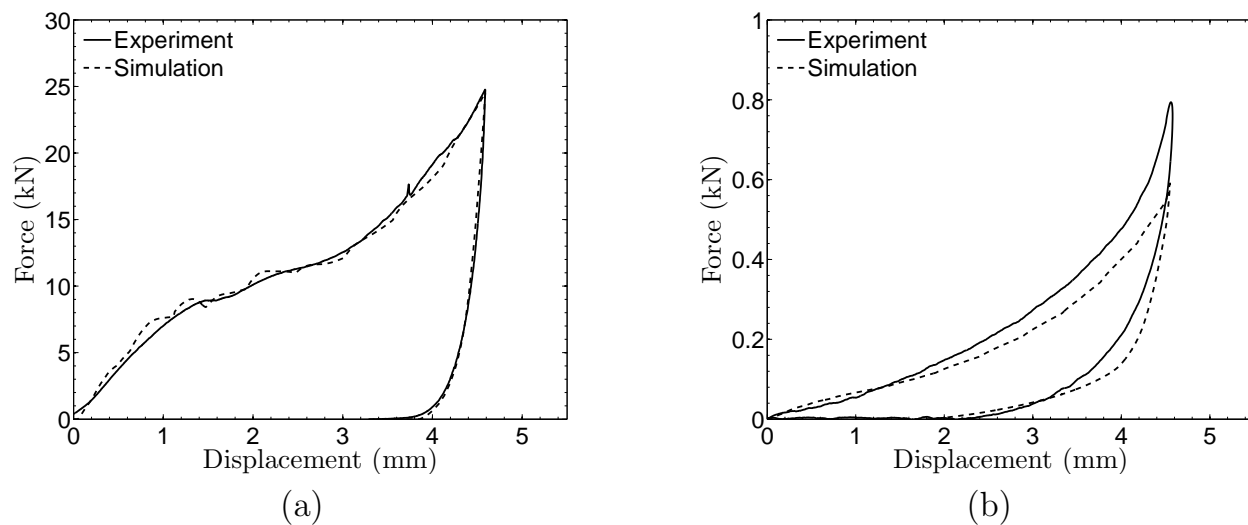 30
25
20
15
10
5
0
Force (kN)
Experiment
Simulation
0 1 2 3 4 5
Displacement (mm)
(a)
1
0.8
0.6
0.4
0.2
0
Force (kN)
Experiment
Simulation
0 1 2 3 4 5
Displacement (mm)
(b)